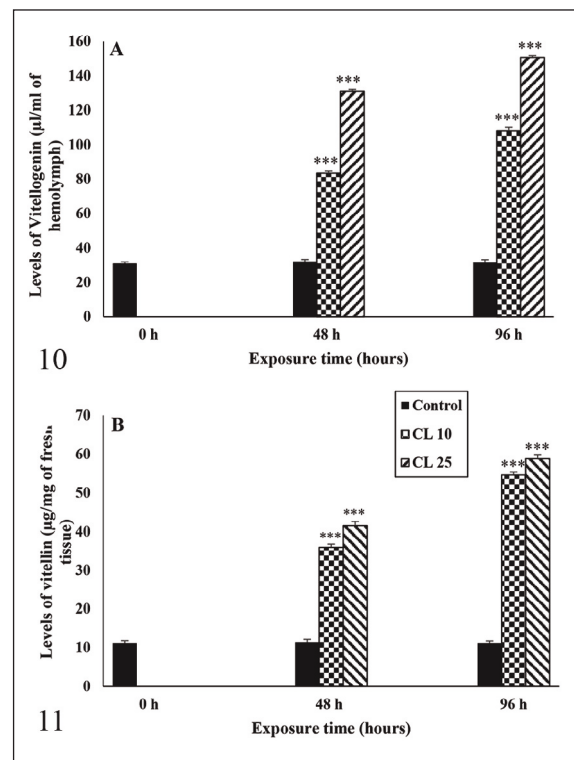 A
Levels of Vitellogenin (µl/ml of
hemolymph)
160
140
120
100
80
60
40
20
0
***
***
***
***
0 h
48 h
96 h
Exposure time (hours)
10
B
Levels of vitellin (µg/mg of fresh
tissue)
70
60
50
40
30
20
10
0
Control
CL 10
CL 25
***
***
***
***
0 h
48 h
96 h
Exposure time (hours)
11